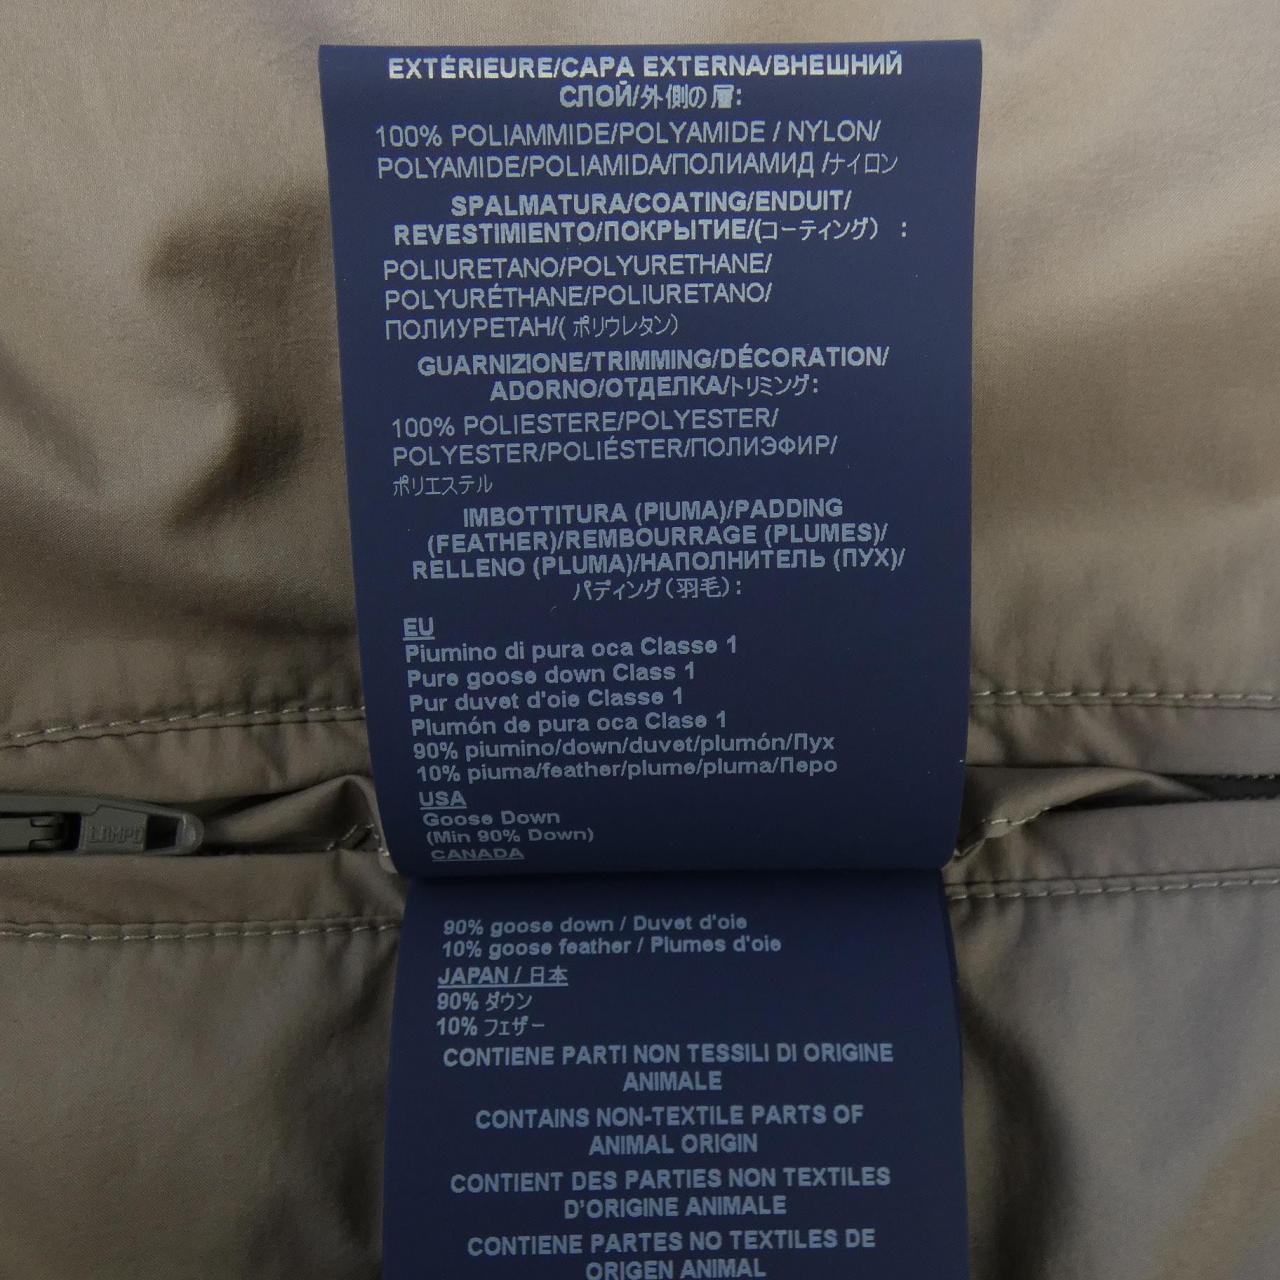 EXTÉRIEURE/CAPA EXTERNA/ВНЕШНИЙ
СЛОЙ/外側の層:
100% POLIAMMIDE/POLYAMIDE / NYLON/
POLYAMIDE/POLIAMIDA/ПОЛИАМИД /ナイロン
SPALMATURA/COATING/ENDUIT/
REVESTIMIENTO/ПОКРЫТИЕ/(コーティング) :
POLIURETANO/POLYURETHANE/
POLYURÉTHANE/POLIURETANO/
ПОЛИУРЕТАН/( ポリウレタン)
GUARNIZIONE/TRIMMING/DÉCORATION/
ADORNO/ОТДЕЛКА/トリミング:
100% POLIESTERE/POLYESTER/
POLYESTER/POLIÉSTER/ПОЛИЭФИР/
ポリエステル
IMBOTTITURA (PIUMA)/PADDING
(FEATHER)/REMBOURRAGE (PLUMES)/
RELLENO (PLUMA)/НАПОЛНИТЕЛЬ (ПУХ)/
パディング(羽毛):
EU
Piumino di pura oca Classe 1
Pure goose down Class 1
Pur duvet d'oie Classe 1
Plumón de pura oca Clase 1
90% piumino/down/duvet/plumón/Пух
10% piuma/feather/plume/pluma/Перо
USA
Goose Down
(Min 90% Down)
CANADA
LAMPO
90% goose down / Duvet d'oie
10% goose feather / Plumes d'oie
JAPAN / 日本
90% ダウン
10% フェザー
CONTIENE PARTI NON TESSILI DI ORIGINE
ANIMALE
CONTAINS NON-TEXTILE PARTS OF
ANIMAL ORIGIN
CONTIENT DES PARTIES NON TEXTILES
D'ORIGINE ANIMALE
CONTIENE PARTES NO TEXTILES DE
ORIGEN ANIMAL